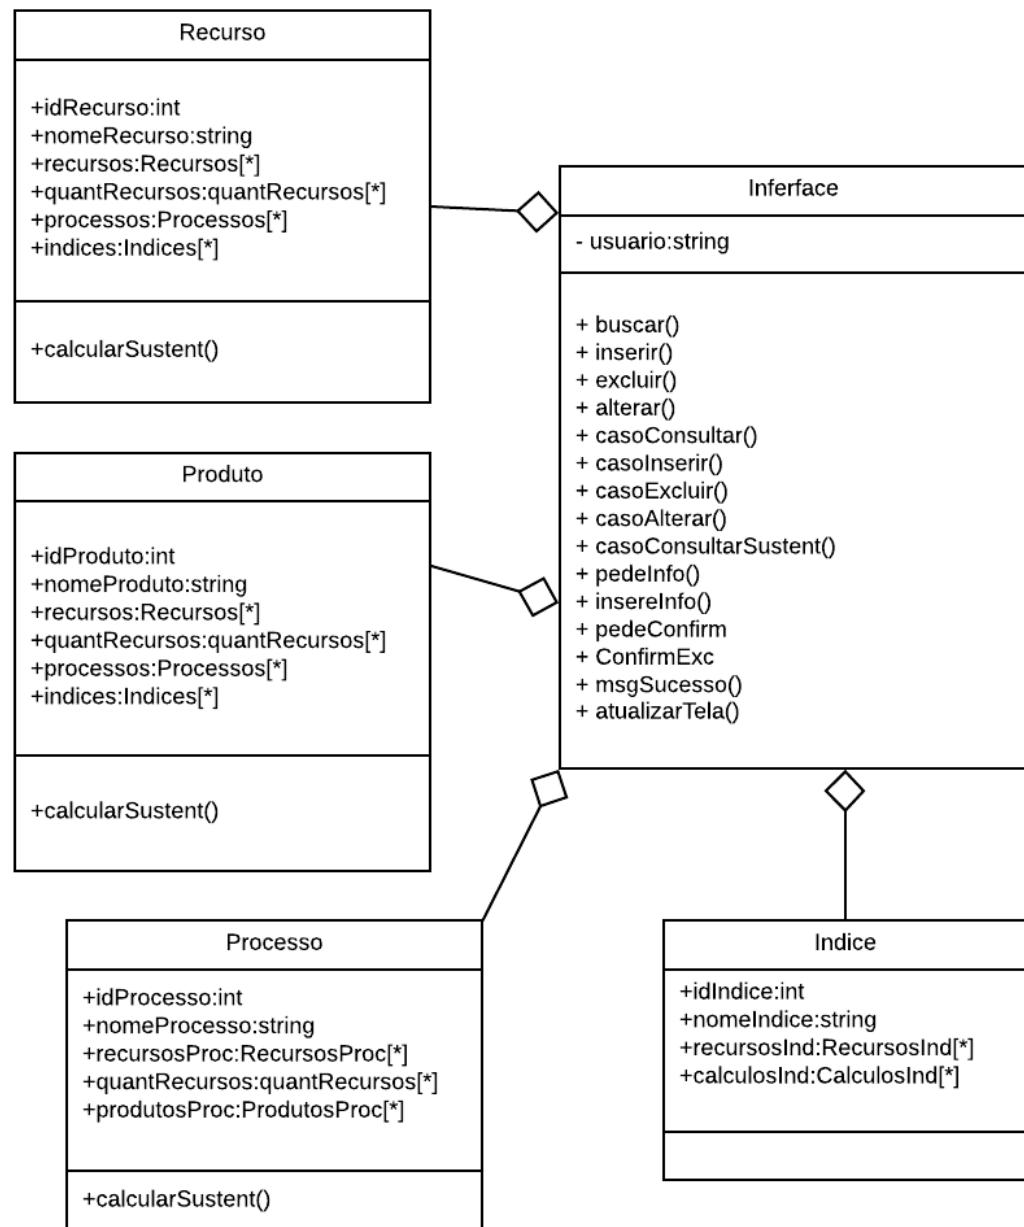 Recurso
+idRecurso:int
+nomeRecurso:string
+recursos:Recursos[*]
+quantRecursos:quantRecursos[*]
+processos:Processos[*]
+indices:Indices[*]
+calcularSustent()
Inferface
- usuario:string
+ buscar()
+ inserir()
+ excluir()
+ alterar()
+ casoConsultar()
+ casoInserir()
+ casoExcluir()
+ casoAlterar()
+ casoConsultarSustent()
+ pedeInfo()
+ insereInfo()
+ pedeConfirm
+ ConfirmExc
+ msgSucesso()
+ atualizarTela()
Produto
+idProduto:int
+nomeProduto:string
+recursos:Recursos[*]
+quantRecursos:quantRecursos[*]
+processos:Processos[*]
+indices:Indices[*]
+calcularSustent()
Processo
+idProcesso:int
+nomeProcesso:string
+recursosProc:RecursosProc[*]
+quantRecursos:quantRecursos[*]
+produtosProc:ProdutosProc[*]
+calcularSustent()
Indice
+idIndice:int
+nomeIndice:string
+recursosInd:RecursosInd[*]
+calculosInd:CalculosInd[*]